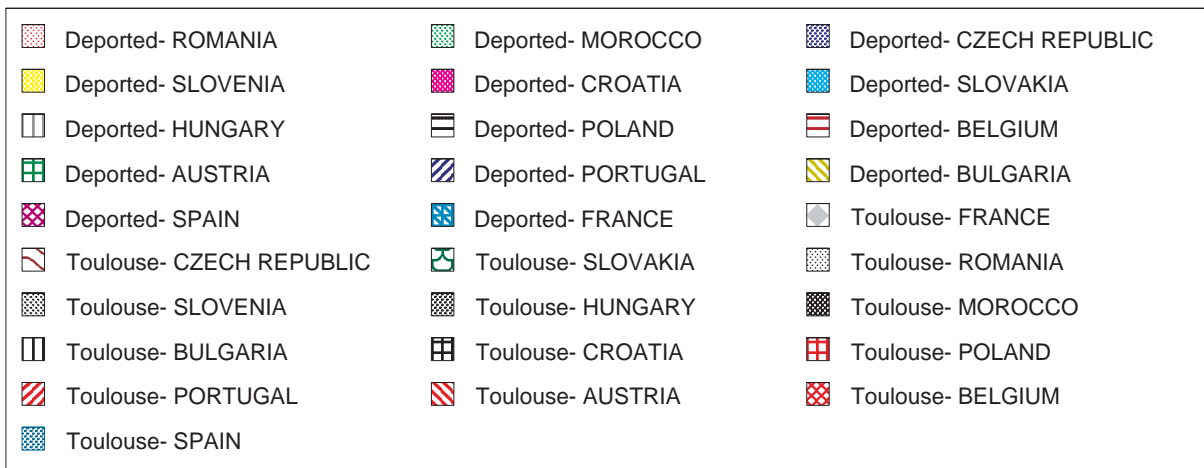 Deported- ROMANIA Deported- MOROCCO Deported- CZECH REPUBLIC
Deported- SLOVENIA Deported- CROATIA Deported- SLOVAKIA
Deported- HUNGARY Deported- POLAND Deported- BELGIUM
Deported- AUSTRIA Deported- PORTUGAL Deported- BULGARIA
Deported- SPAIN Deported- FRANCE Toulouse- FRANCE
Toulouse- CZECH REPUBLIC Toulouse- SLOVAKIA Toulouse- ROMANIA
Toulouse- SLOVENIA Toulouse- HUNGARY Toulouse- MOROCCO
Toulouse- BULGARIA Toulouse- CROATIA Toulouse- POLAND
Toulouse- PORTUGAL Toulouse- AUSTRIA Toulouse- BELGIUM
Toulouse- SPAIN